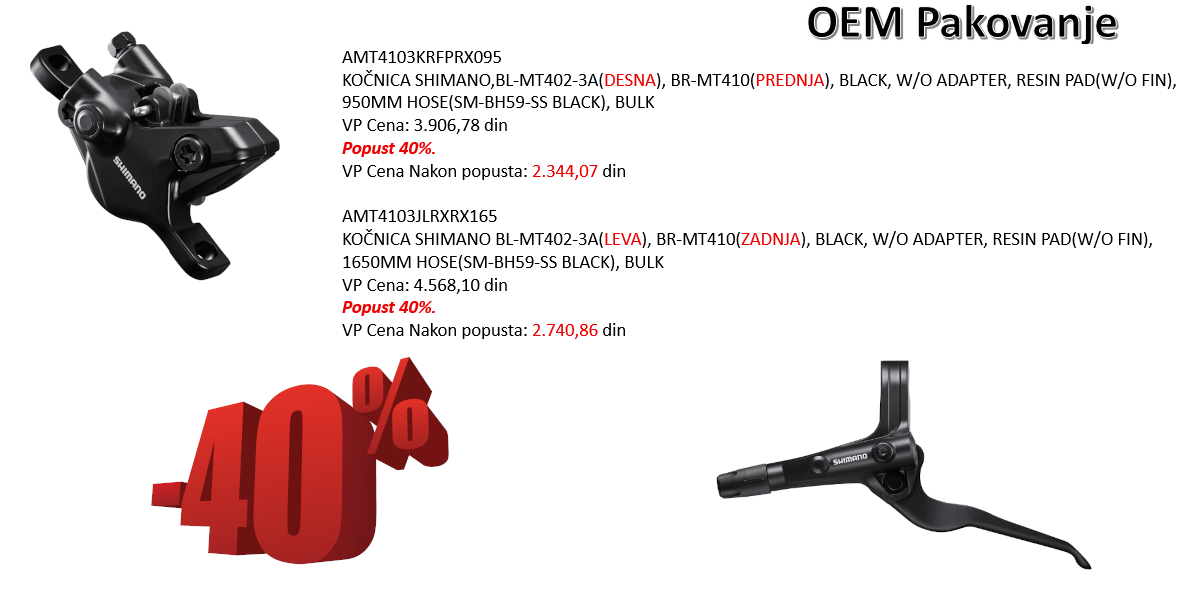 OEM Pakovanje
AMT4103KRFPRX095
KOČNICA SHIMANO,BL-MT402-3A(DESNA), BR-MT410(PREDNJA), BLACK, W/O ADAPTER, RESIN PAD(W/O FIN),
950MM HOSE(SM-BH59-SS BLACK), BULK
VP Cena: 3.906,78 din
Popust 40%.
VP Cena Nakon popusta: 2.344,07 din
AMT4103JLRXRX165
KOČNICA SHIMANO BL-MT402-3A(LEVA), BR-MT410(ZADNJA), BLACK, W/O ADAPTER, RESIN PAD(W/O FIN),
1650MM HOSE(SM-BH59-SS BLACK), BULK
VP Cena: 4.568,10 din
Popust 40%.
VP Cena Nakon popusta: 2.740,86 din
SHIMANO
-40%
SHIMANO